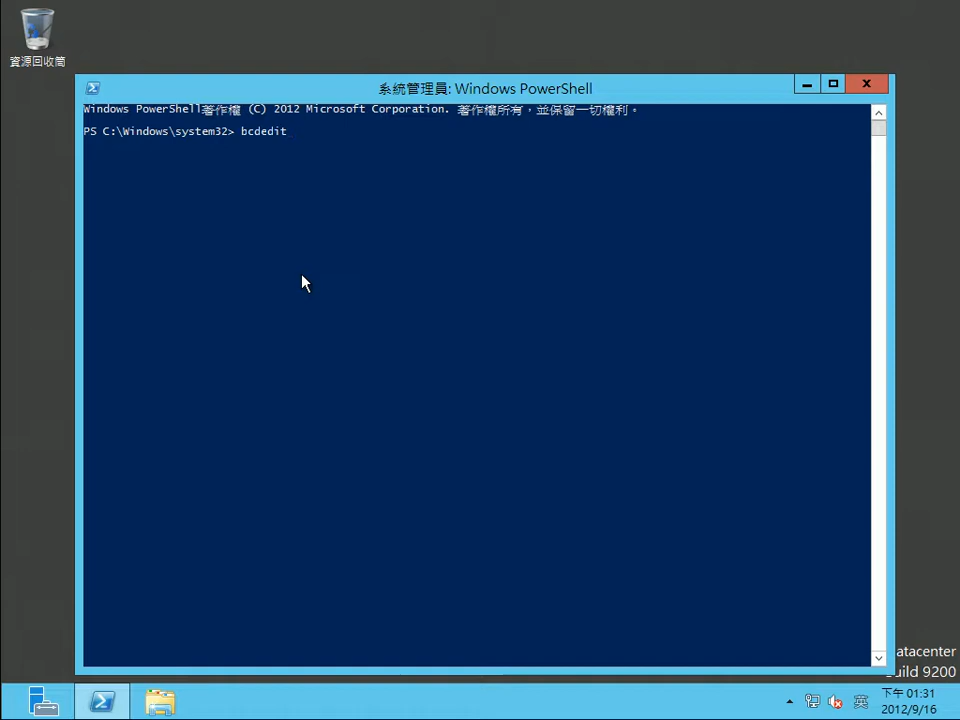 資源回收筒
系統管理員: Windows PowerShell
Windows PowerShell著作權 (C) 2012 Microsoft Corporation. 著作權所有，並保留一切權利。
PS C:\Windows\system32> bcdedit
atacenter
uild 9200
英
下午 01:31
2012/9/16